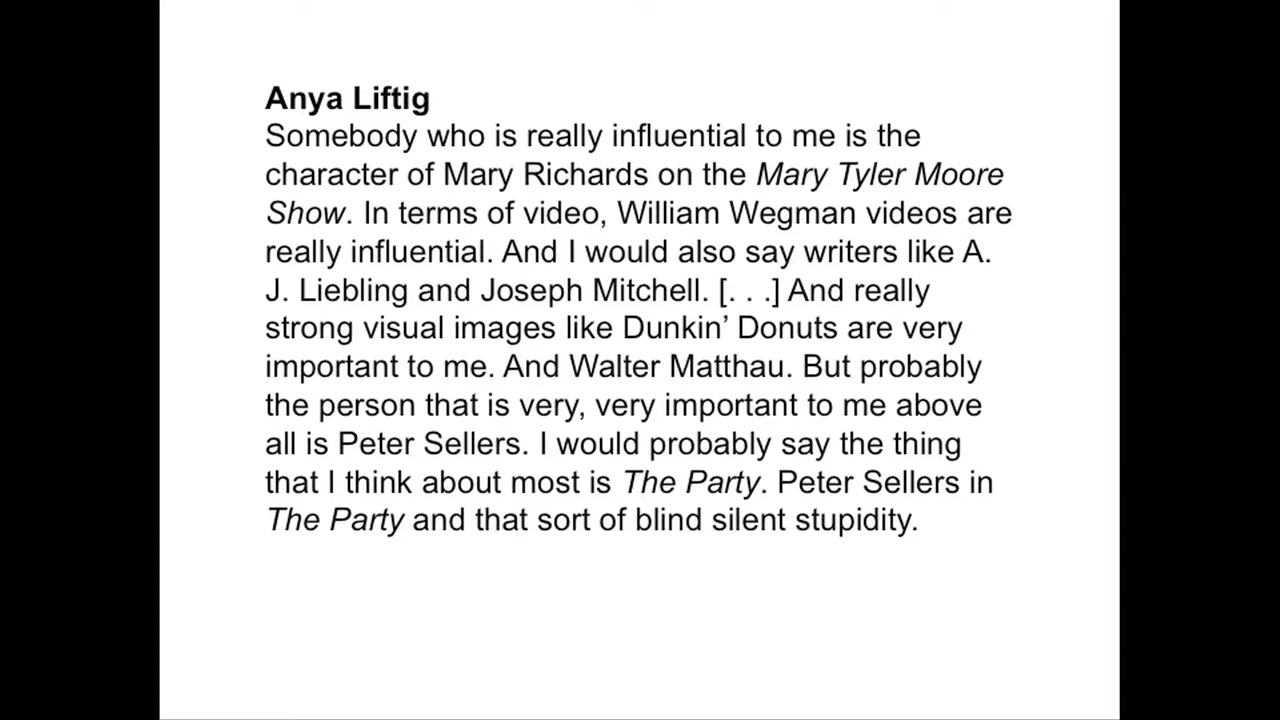 Anya Liftig
Somebody who is really influential to me is the
character of Mary Richards on the Mary Tyler Moore
Show. In terms of video, William Wegman videos are
really influential. And I would also say writers like A.
J. Liebling and Joseph Mitchell. [. . .] And really
strong visual images like Dunkin’ Donuts are very
important to me. And Walter Matthau. But probably
the person that is very, very important to me above
all is Peter Sellers. I would probably say the thing
that I think about most is The Party. Peter Sellers in
The Party and that sort of blind silent stupidity.